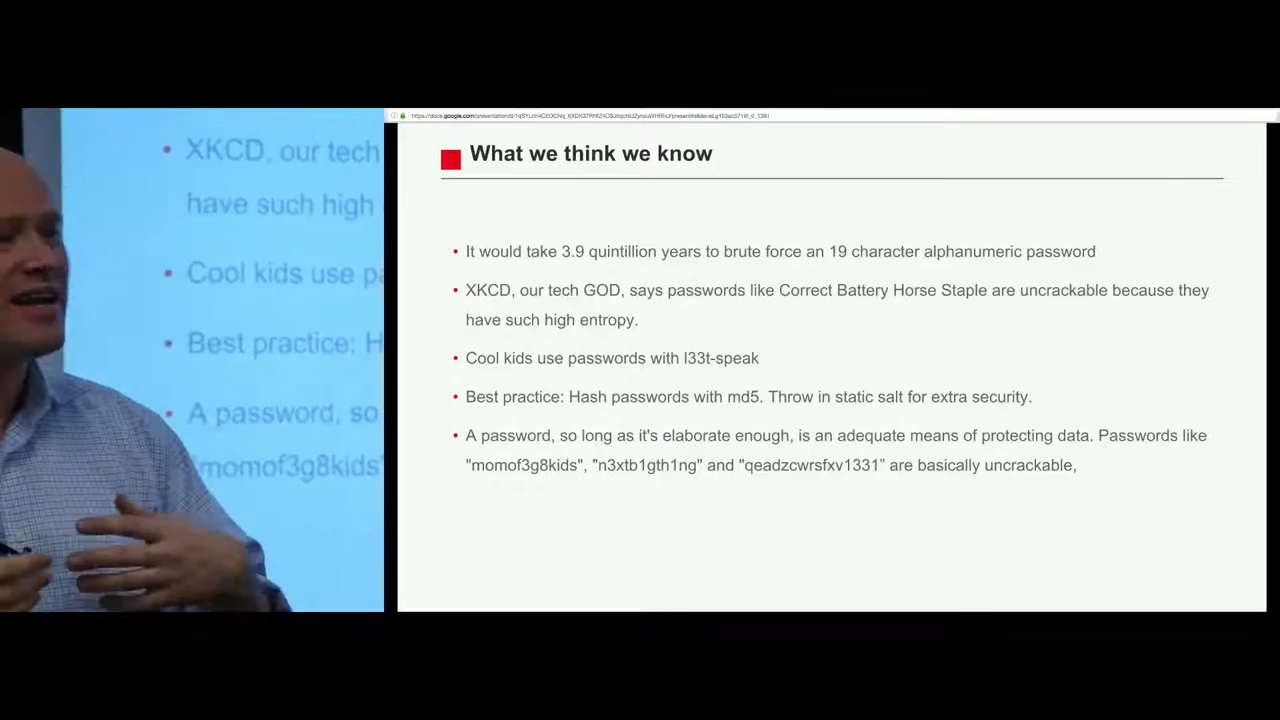 XKCD, our tech
have such high
Cool kids use pa
Best practice: H
A password, so
"momof3g8kids"
What we think we know
• It would take 3.9 quintillion years to brute force an 19 character alphanumeric password
• XKCD, our tech GOD, says passwords like Correct Battery Horse Staple are uncrackable because they
have such high entropy.
• Cool kids use passwords with l33t-speak
• Best practice: Hash passwords with md5. Throw in static salt for extra security.
• A password, so long as it's elaborate enough, is an adequate means of protecting data. Passwords like
"momof3g8kids", "n3xtb1gth1ng" and "qeadzcwrsfxv1331” are basically uncrackable,